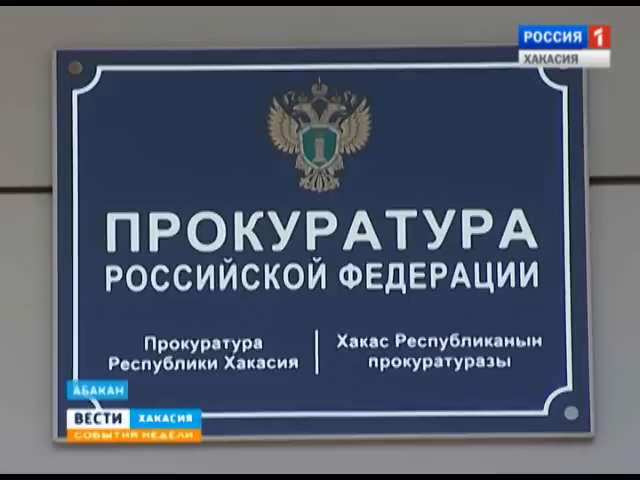 РОССИЯ 1
ХАКАСИЯ
ПРОКУРАТУРА
РОССИЙСКОЙ ФЕДЕРАЦИИ
Прокуратура
Республики Хакасия
Хакас Республиканын
прокуратуразы
АБАКАН
ВЕСТИ ХАКАСИЯ
СОБЫТИЯ НЕДЕЛИ